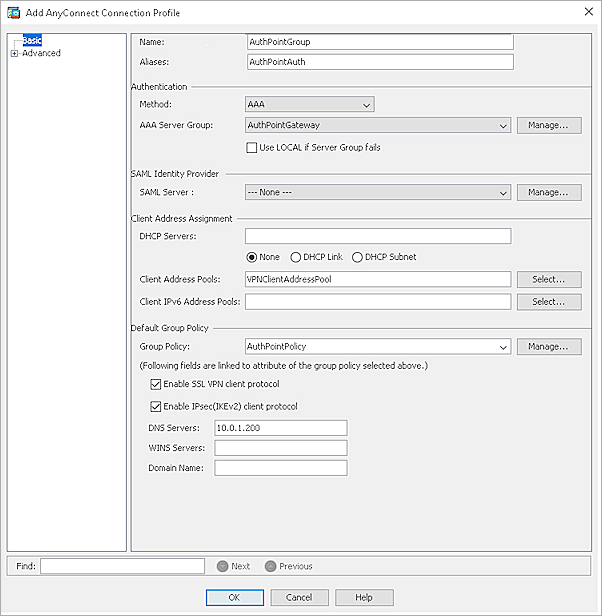 Add AnyConnect Connection Profile
Basic
Advanced
Name: AuthPointGroup
Aliases: AuthPointAuth
Authentication
Method: AAA
AAA Server Group: AuthPointGateway Manage...
Use LOCAL if Server Group fails
SAML Identity Provider
SAML Server : --- None --- Manage...
Client Address Assignment
DHCP Servers:
None DHCP Link DHCP Subnet
Client Address Pools: VPNClientAddressPool Select...
Client IPv6 Address Pools: Select...
Default Group Policy
Group Policy: AuthPointPolicy Manage...
(Following fields are linked to attribute of the group policy selected above.)
Enable SSL VPN client protocol
Enable IPsec(IKEv2) client protocol
DNS Servers: 10.0.1.200
WINS Servers:
Domain Name:
Find: Next Previous
OK Cancel Help